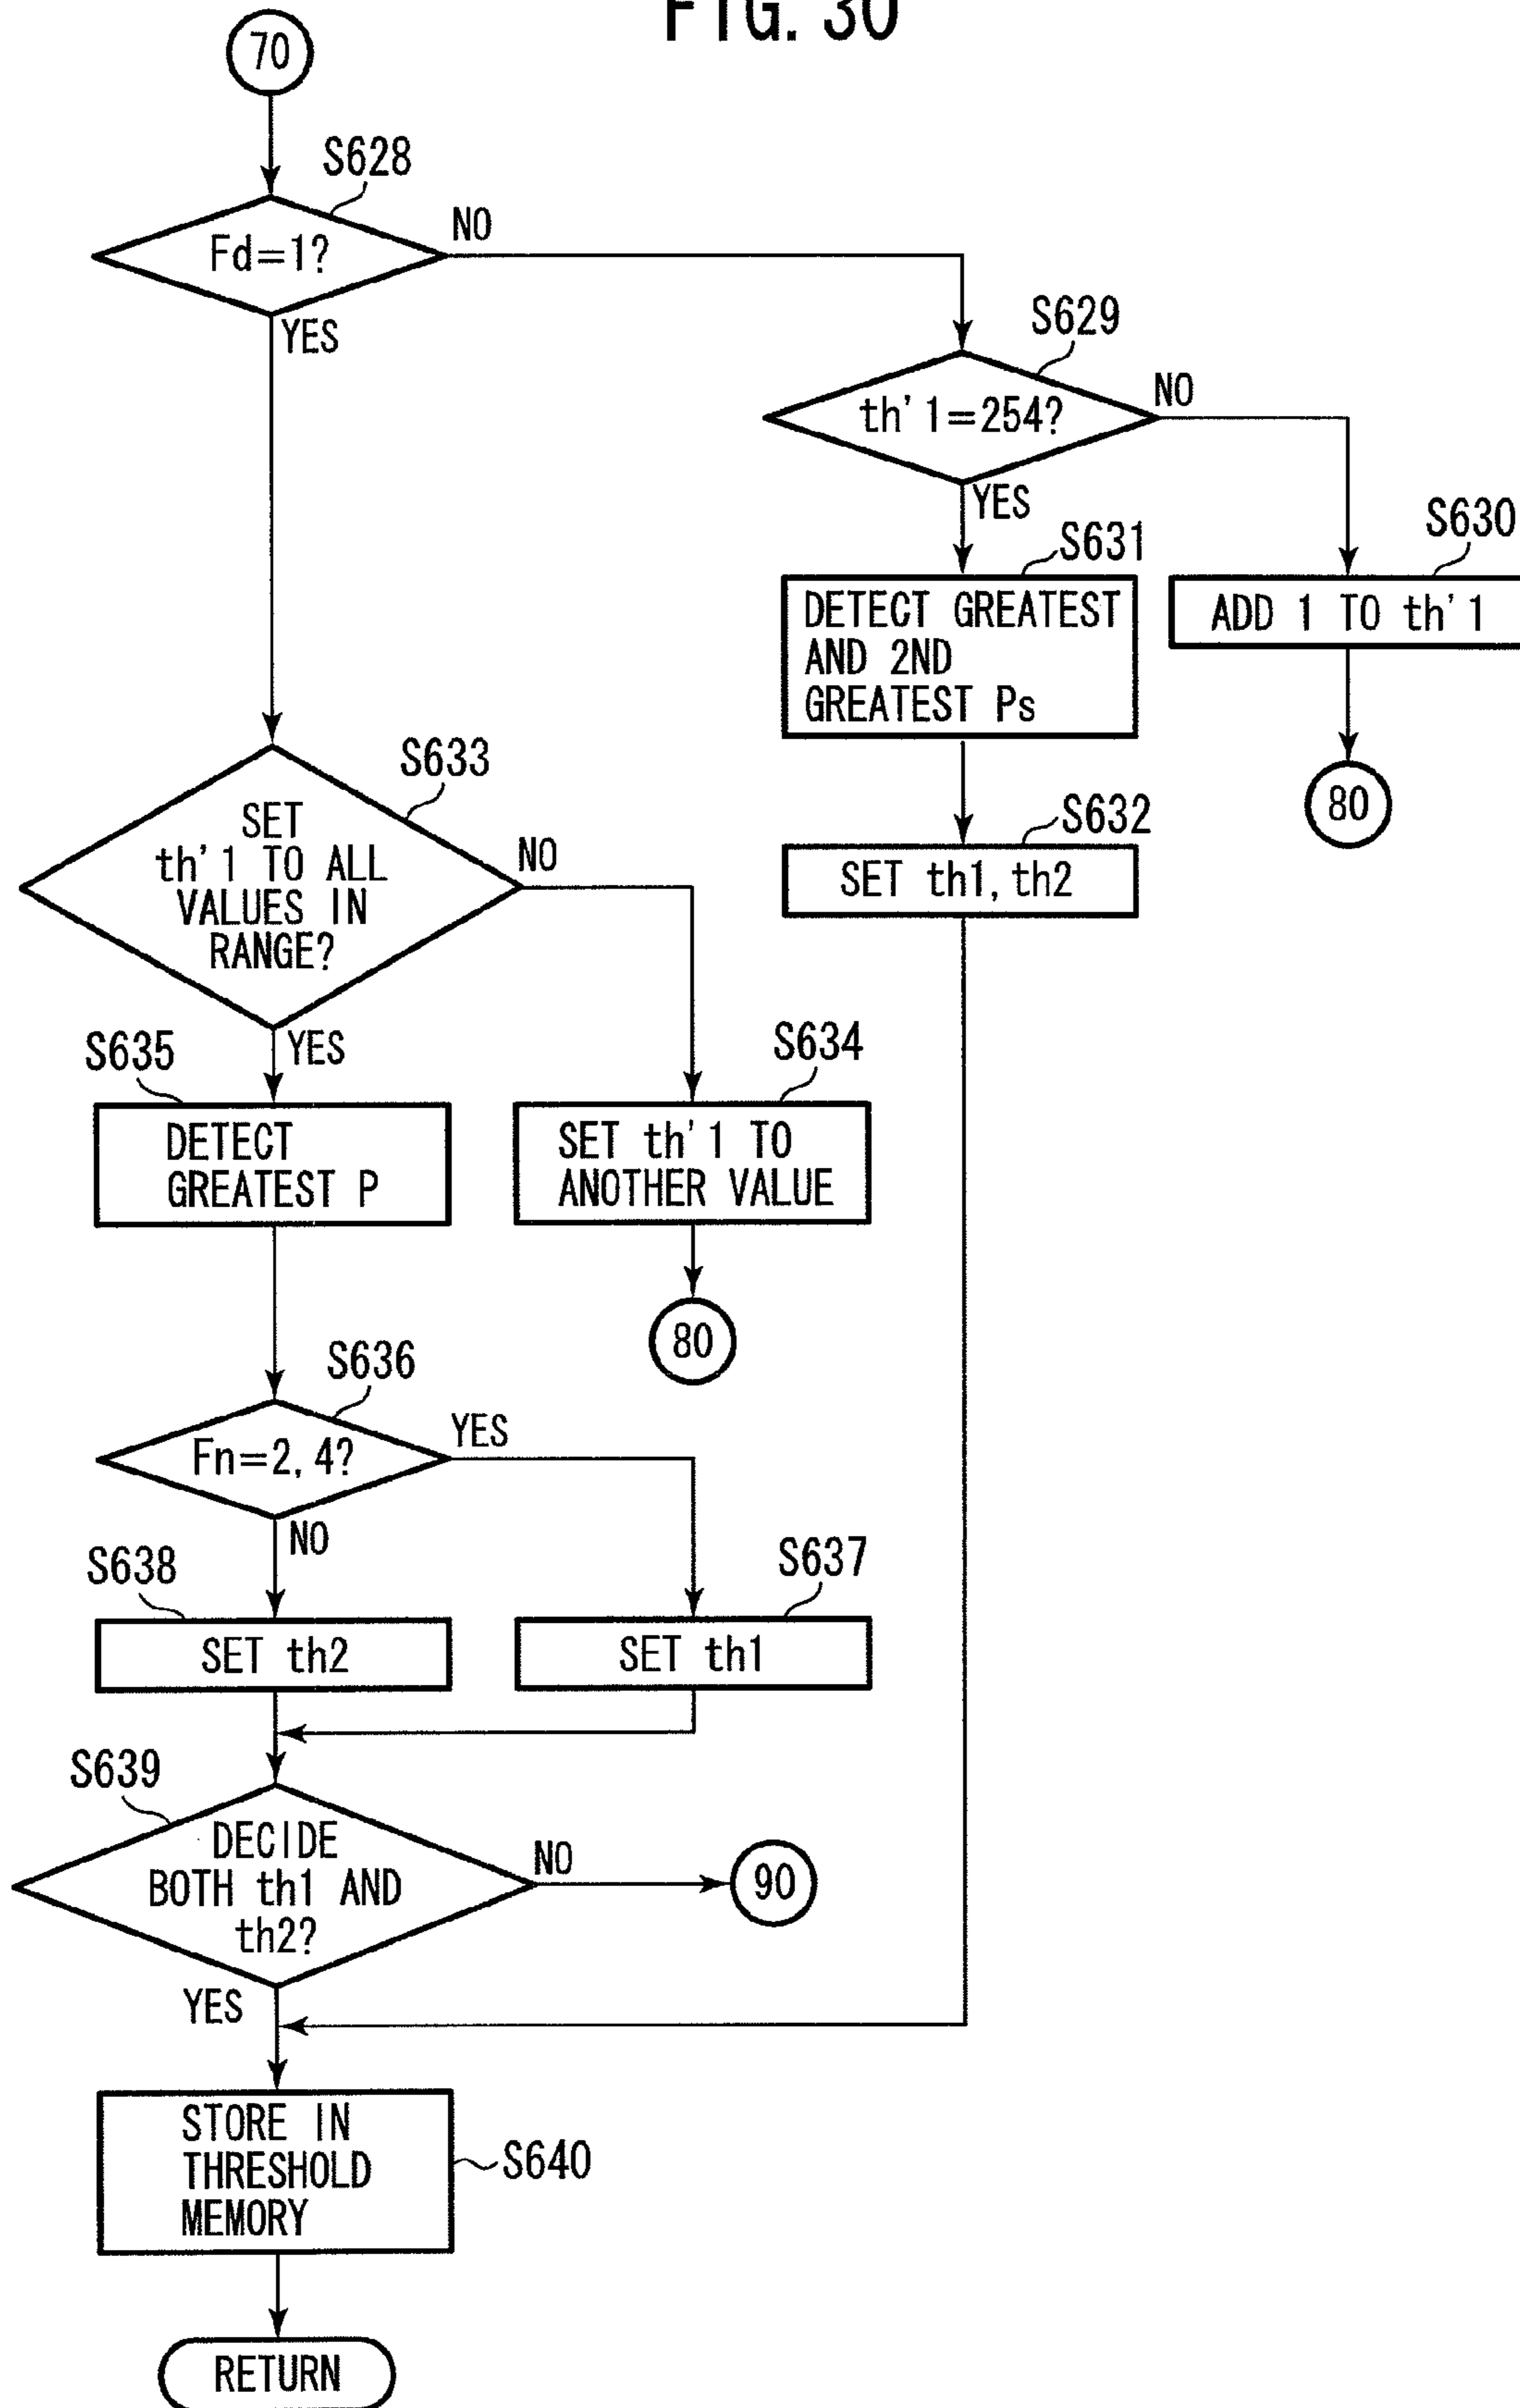 FIG. 30
70
S628
Fd=1?
NO
YES
S629
th'1=254?
NO
YES
S630
ADD 1 TO th'1
80
S631
DETECT GREATEST
AND 2ND
GREATEST Ps
S632
SET th1, th2
S633
SET
th'1 TO ALL
VALUES IN
RANGE?
NO
YES
S634
SET th'1 TO
ANOTHER VALUE
80
S635
DETECT
GREATEST P
S636
Fn=2, 4?
YES
NO
S637
SET th1
S638
SET th2
S639
DECIDE
BOTH th1 AND
th2?
NO
90
YES
STORE IN
THRESHOLD
MEMORY
S640
RETURN